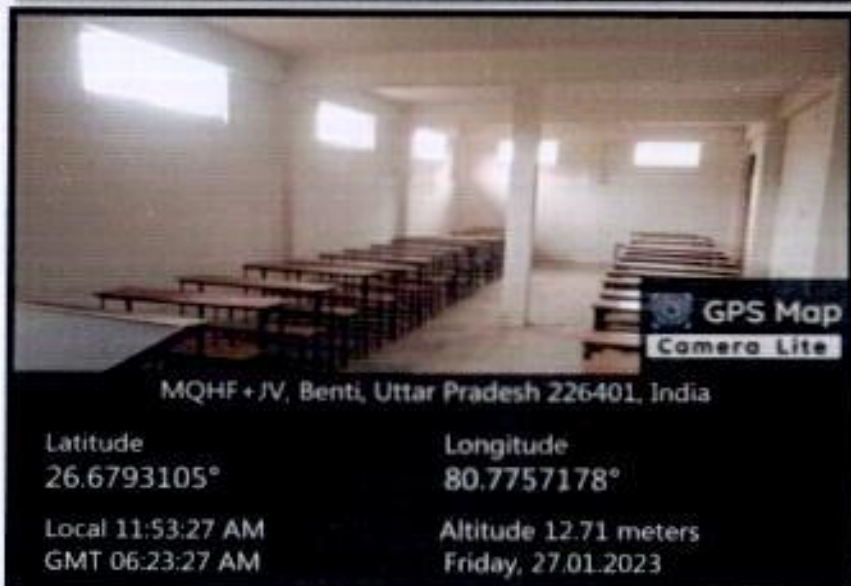 GPS Map
Camera Lite
MQHF+JV, Benti, Uttar Pradesh 226401, India
Latitude
26.6793105°
Longitude
80.7757178°
Local 11:53:27 AM
GMT 06:23:27 AM
Altitude 12.71 meters
Friday, 27.01.2023